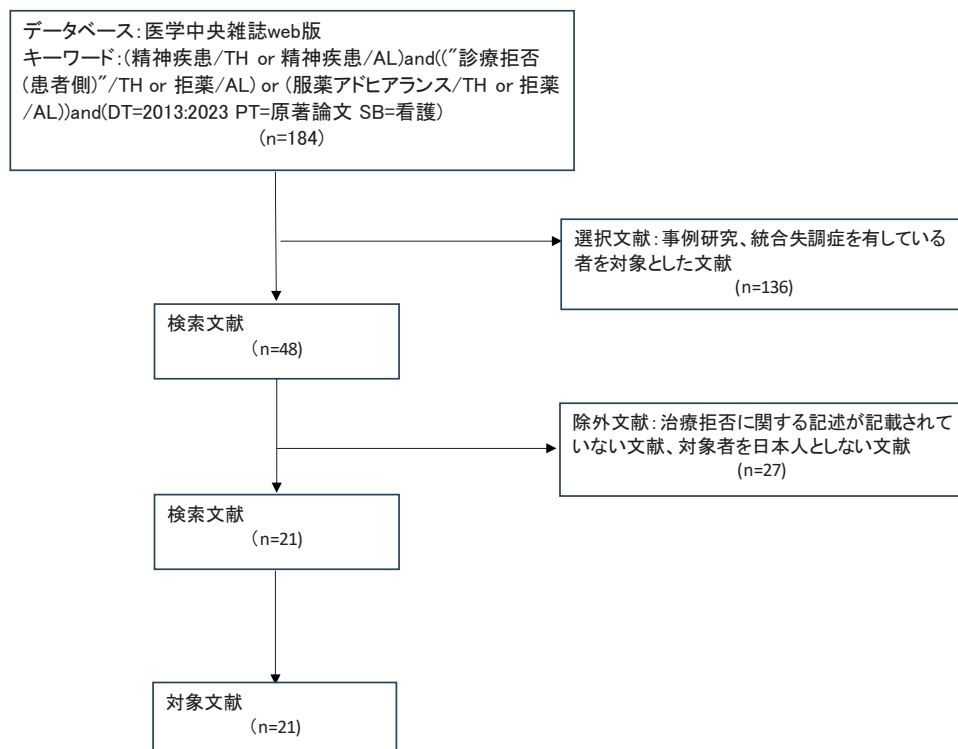 データベース：医学中央雑誌web版
キーワード：(精神疾患/TH or 精神疾患/AL)and(("診療拒否
(患者側)"/TH or 拒薬/AL) or (服薬アドヒアランス/TH or 拒薬
/AL))and(DT=2013:2023 PT=原著論文 SB=看護)
(n=184)
選択文献：事例研究、統合失調症を有している
者を対象とした文献
(n=136)
検索文献
(n=48)
除外文献：治療拒否に関する記述が記載されて
いない文献、対象者を日本人としない文献
(n=27)
検索文献
(n=21)
対象文献
(n=21)